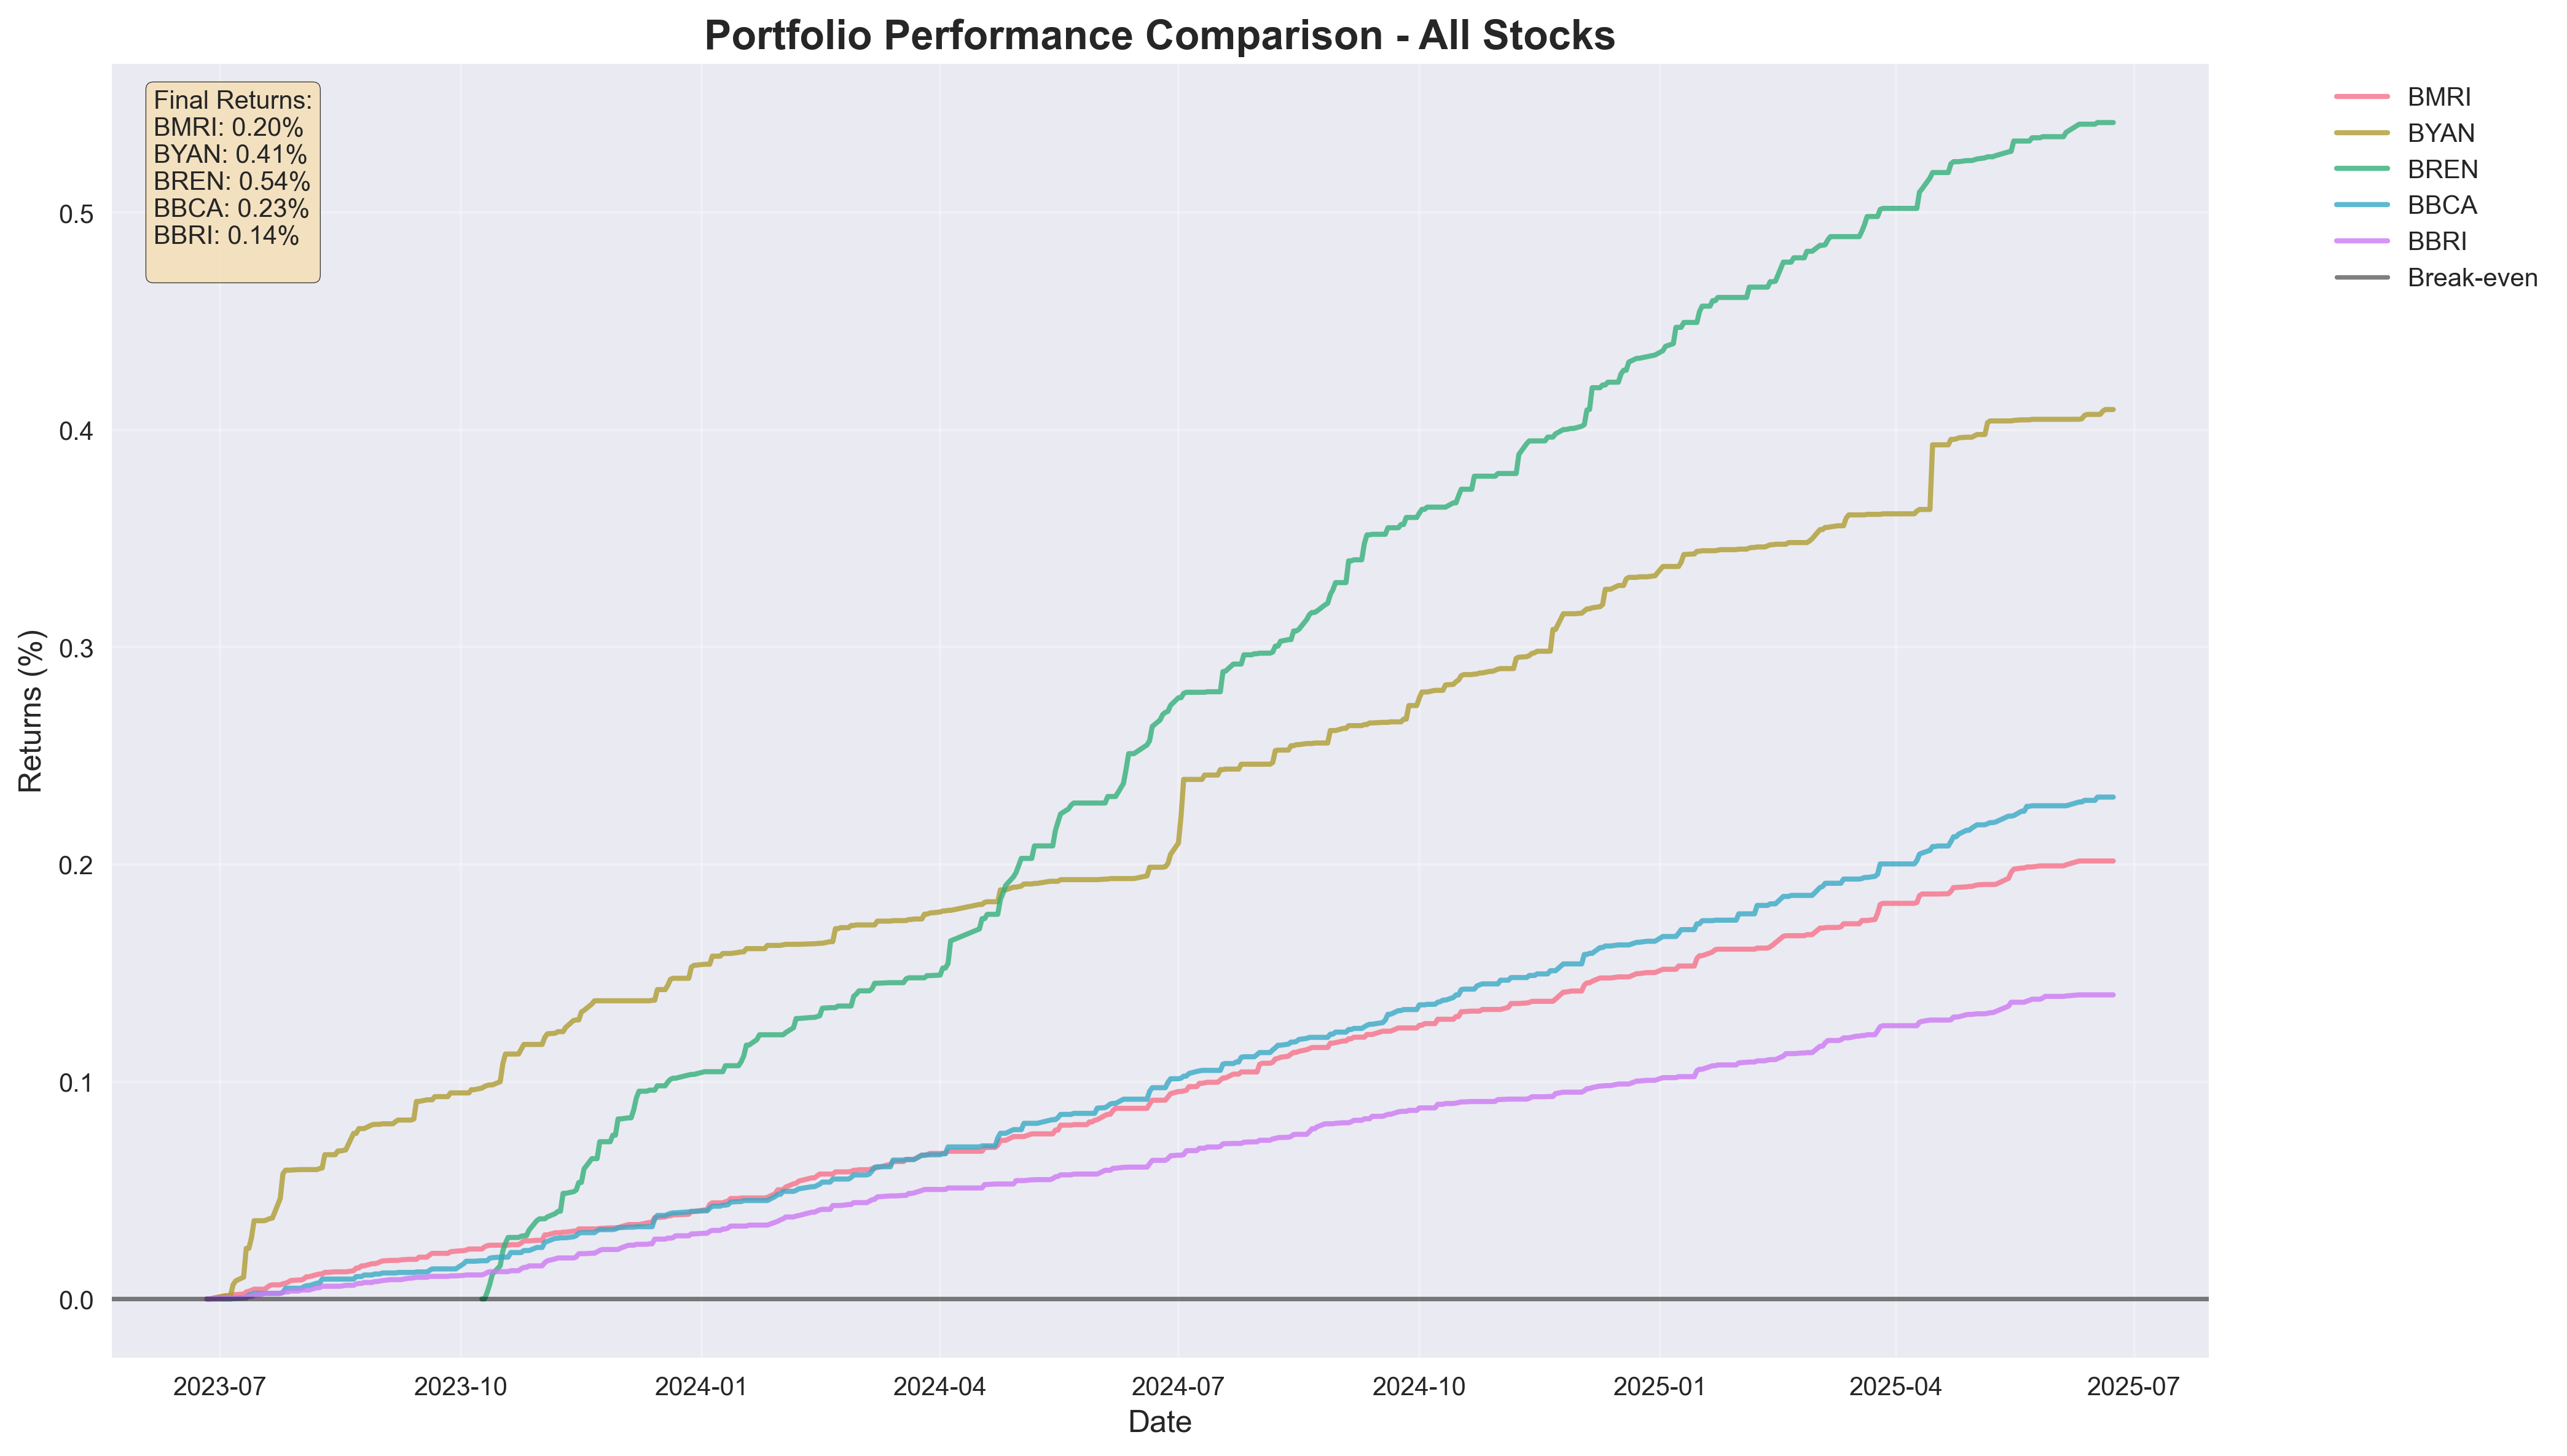 Portfolio Performance Comparison - All Stocks
Final Returns:
BMRI: 0.20%
BYAN: 0.41%
BREN: 0.54%
BBCA: 0.23%
BBRI: 0.14%
BMRI
BYAN
BREN
BBCA
BBRI
Break-even
Returns (%)
0.5
0.4
0.3
0.2
0.1
0.0
2023-07
2023-10
2024-01
2024-04
2024-07
2024-10
2025-01
2025-04
2025-07
Date